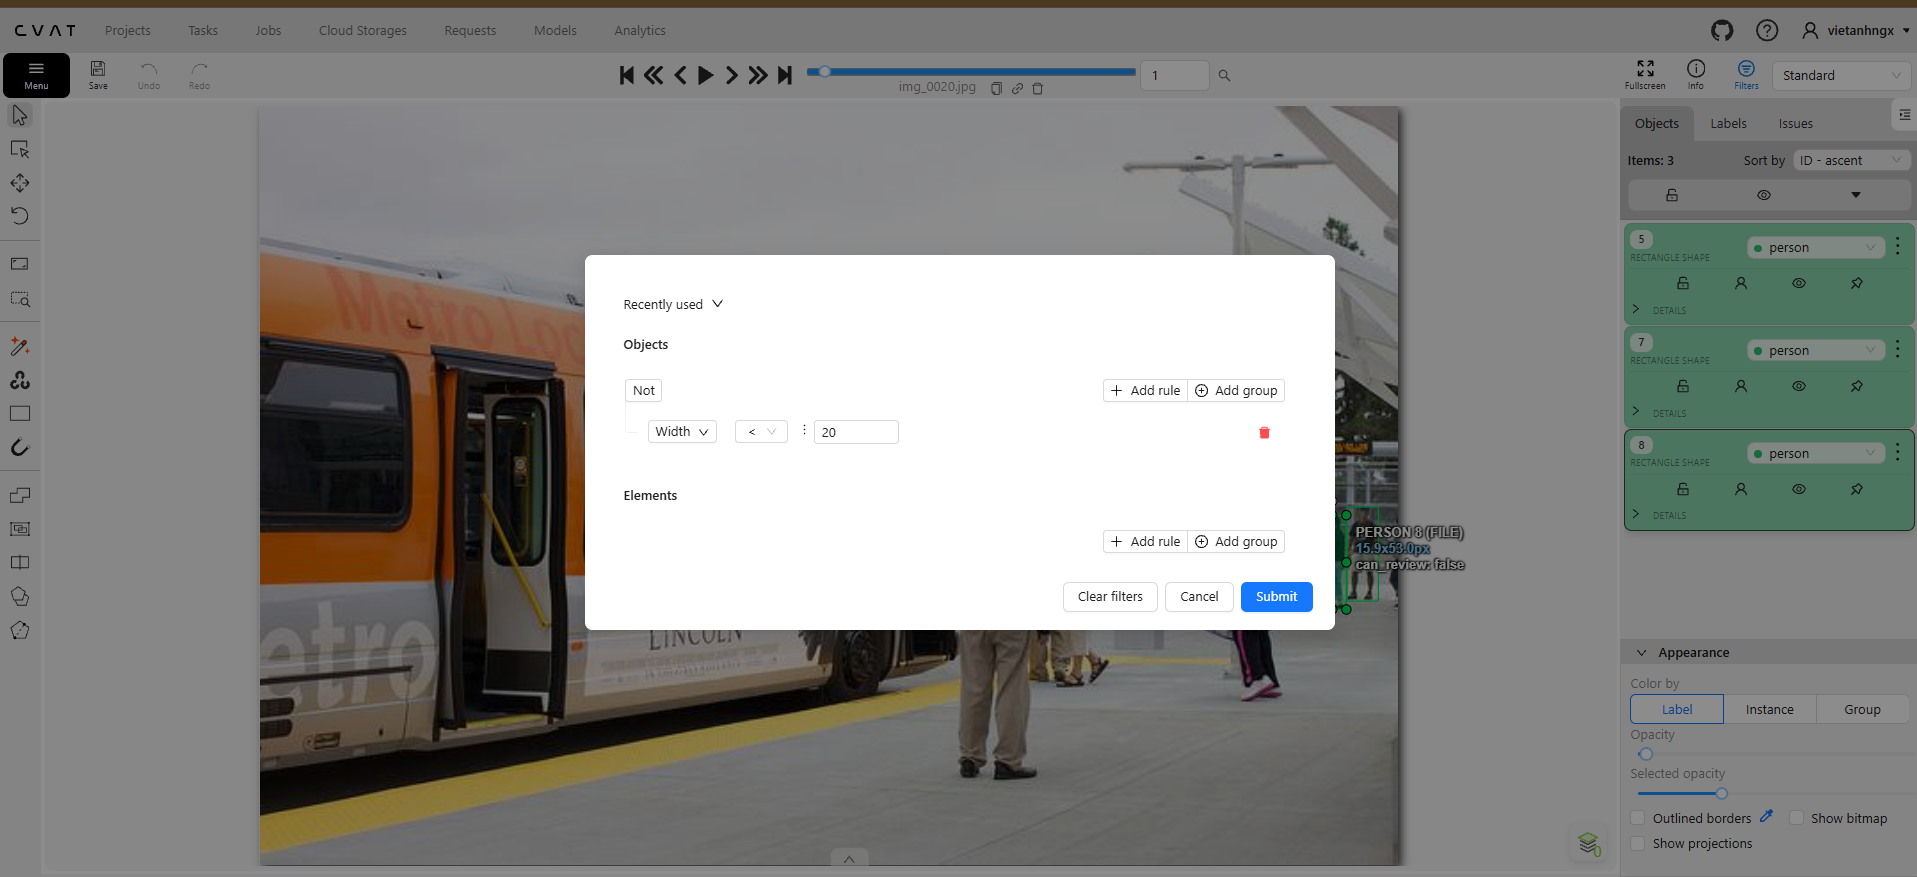 CVAT Projects Tasks Jobs Cloud Storages Requests Models Analytics vietanhngx
Menu Save Undo Redo 1 Fullscreen Info Filters Standard
img_0020.jpg
Objects Labels Issues
Items: 3 Sort by ID - ascent
5 person
RECTANGLE SHAPE
DETAILS
7 person
RECTANGLE SHAPE
DETAILS
8 person
RECTANGLE SHAPE
DETAILS
Metro Loc
Recently used
Objects
Not Add rule Add group
Width < 20
Elements
Add rule Add group
Clear filters Cancel Submit
PERSON 8 (FILE)
15.9x53.0px
can_review: false
LINCOLN
etro
Appearance
Color by
Label Instance Group
Opacity
Selected opacity
Outlined borders Show bitmap
Show projections
0